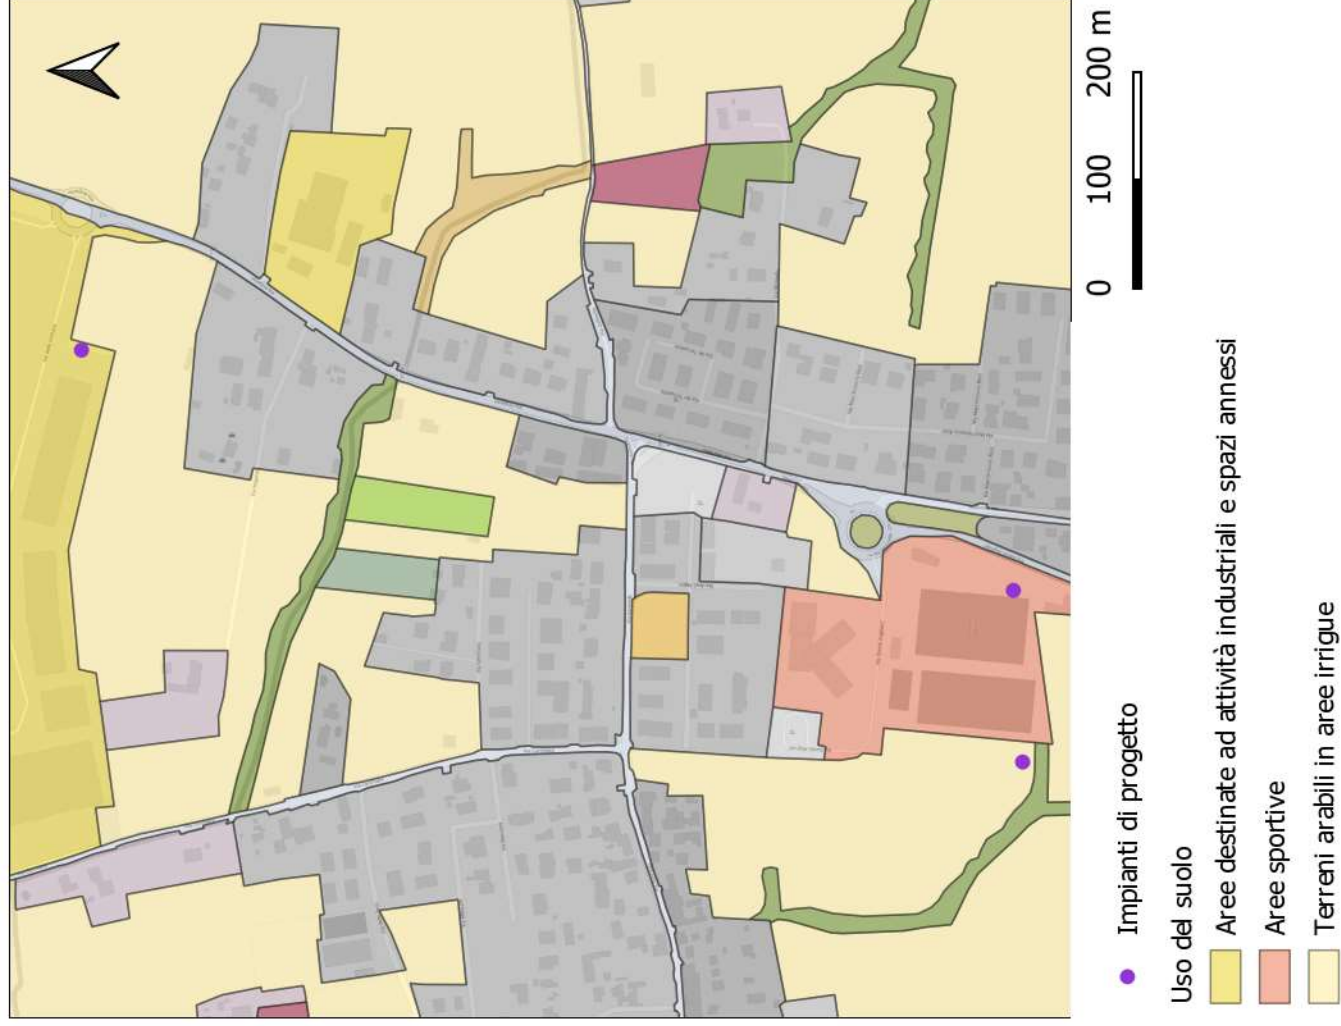 0 100 200 m
Impianti di progetto
Uso del suolo
Aree destinate ad attività industriali e spazi annessi
Aree sportive
Terreni arabili in aree irrigue